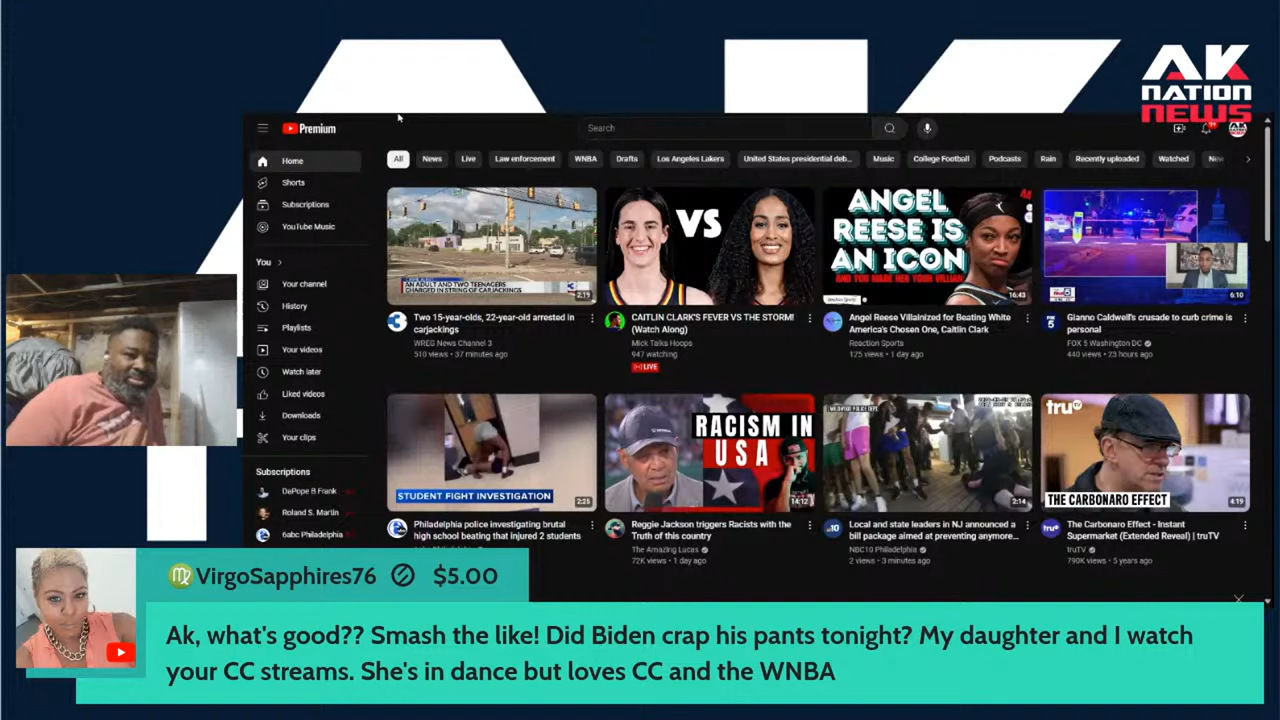 AK
NATION
NEWS
Premium
Search
All
News
Live
Law enforcement
WNBA
Drafts
Los Angeles Lakers
United States presidential deb...
Music
College Football
Podcasts
Rain
Recently uploaded
Watched
Home
Shorts
Subscriptions
YouTube Music
You
Your channel
History
Playlists
Your videos
Watch later
Liked videos
Downloads
Your clips
Subscriptions
DePope B Frank
Roland S. Martin
6abc Philadelphia
AN ADULT AND TWO TEENAGERS
CHARGED IN STRING OF CARJACKINGS
2:19
Two 15-year-olds, 22-year-old arrested in
carjackings
WREG News Channel 3
510 views • 37 minutes ago
VS
CAITLIN CLARK'S FEVER VS THE STORM!
(Watch Along)
Mick Talks Hoops
947 watching
LIVE
ANGEL
REESE IS
AN ICON
AND YOU MADE HER YOUR VILLIAN
Reaction Sports
16:43
Angel Reese Villainized for Beating White
America's Chosen One, Caitlin Clark
Reaction Sports
125 views • 1 day ago
6:10
Gianno Caldwell's crusade to curb crime is
personal
FOX 5 Washington DC
440 views • 23 hours ago
STUDENT FIGHT INVESTIGATION
2:25
Philadelphia police investigating brutal
high school beating that injured 2 students
RACISM IN
USA
14:12
Reggie Jackson triggers Racists with the
Truth of this country
The Amazing Lucas
72K views • 1 day ago
2:14
Local and state leaders in NJ announced a
bill package aimed at preventing anymore...
NBC10 Philadelphia
2 views • 3 minutes ago
truTV
THE CARBONARO EFFECT
4:19
The Carbonaro Effect - Instant
Supermarket (Extended Reveal) | truTV
truTV
790K views • 5 years ago
VirgoSapphires76 $5.00
Ak, what's good?? Smash the like! Did Biden crap his pants tonight? My daughter and I watch
your CC streams. She's in dance but loves CC and the WNBA